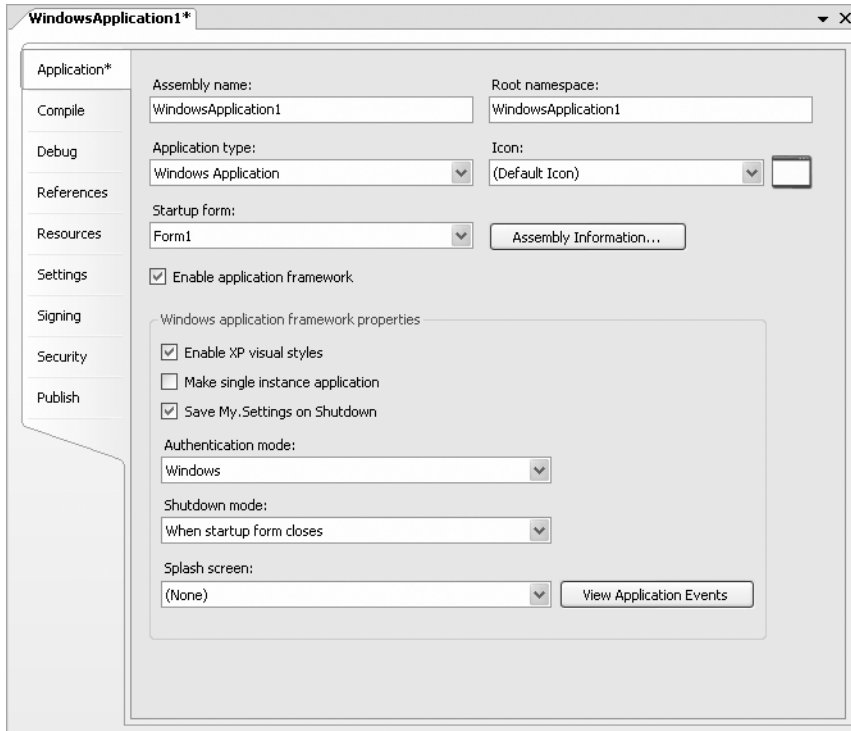 WindowsApplication1*
Application*
Compile
Debug
References
Resources
Settings
Signing
Security
Publish
Assembly name:
WindowsApplication1
Root namespace:
WindowsApplication1
Application type:
Windows Application
Icon:
(Default Icon)
Startup form:
Form1
Assembly Information...
Enable application framework
Windows application framework properties
Enable XP visual styles
Make single instance application
Save My.Settings on Shutdown
Authentication mode:
Windows
Shutdown mode:
When startup form closes
Splash screen:
(None)
View Application Events